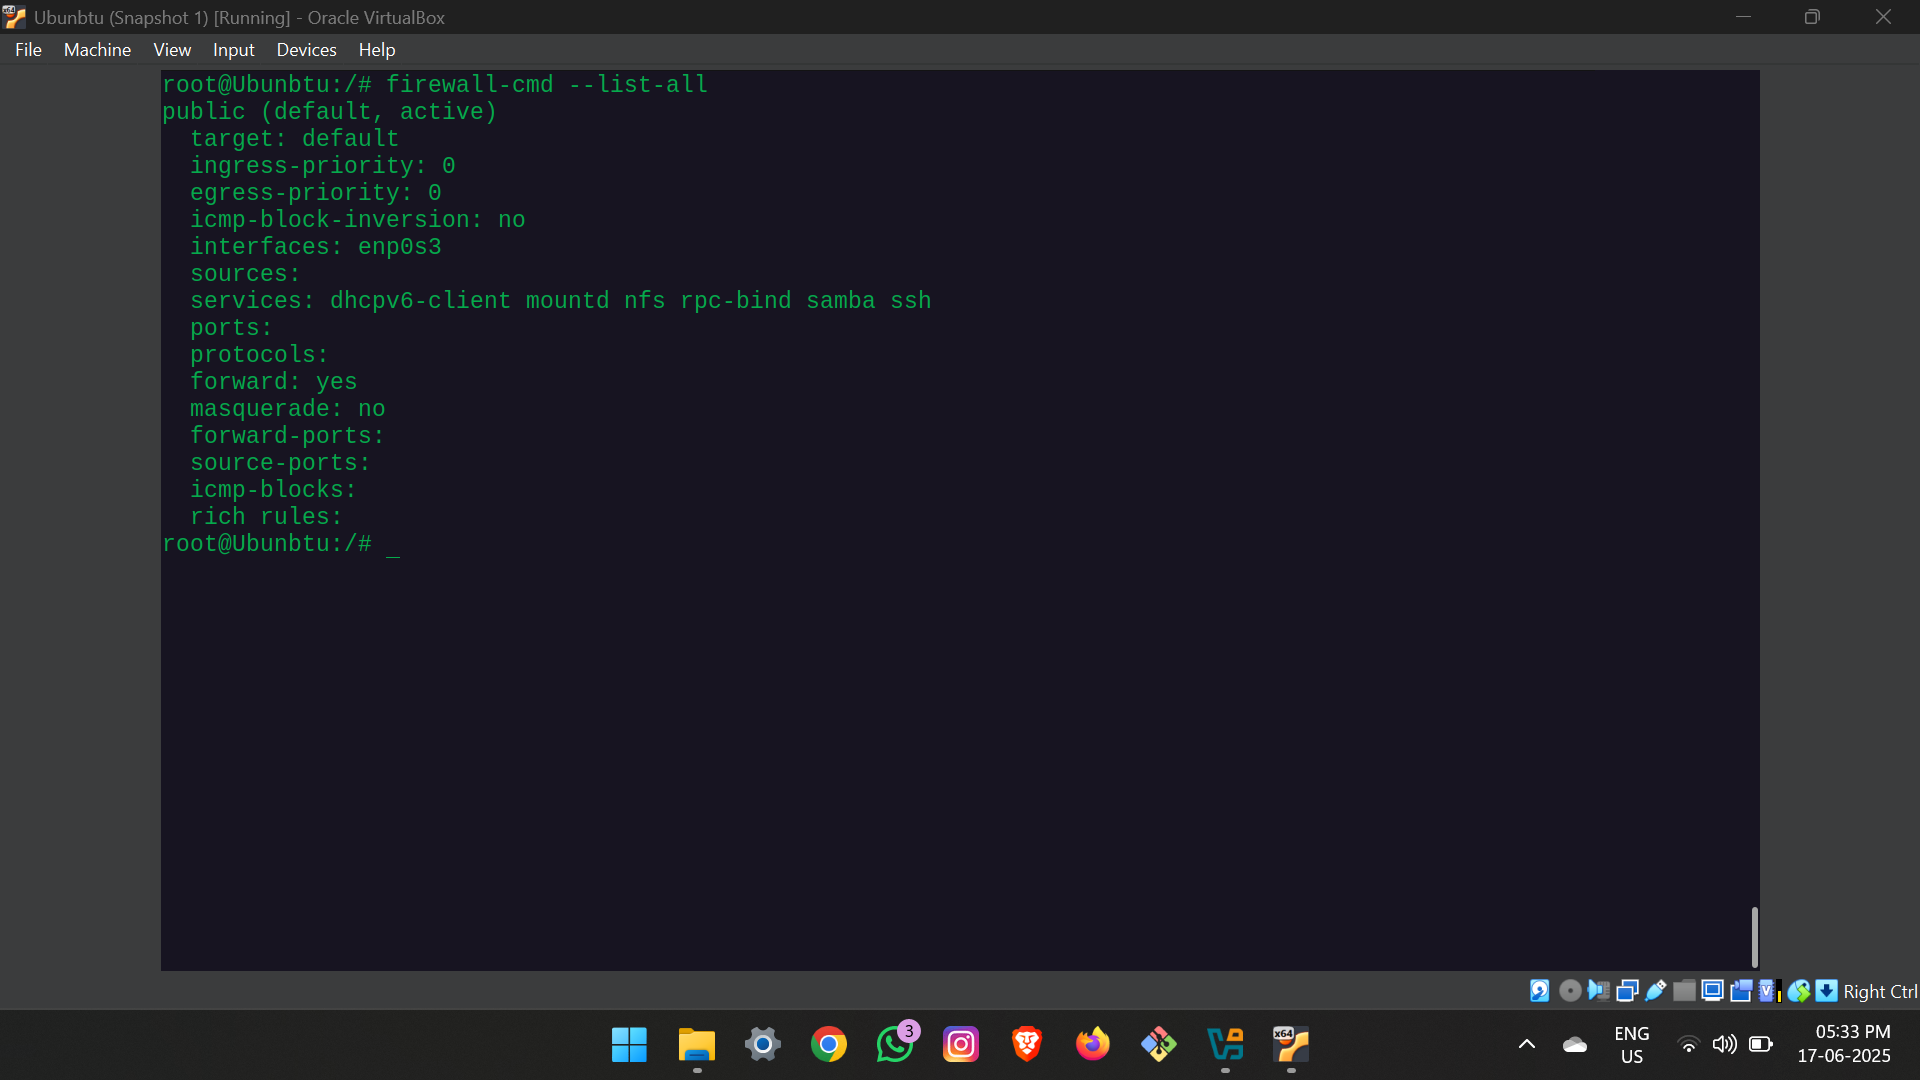 Ubunbtu (Snapshot 1) [Running] - Oracle VirtualBox
File Machine View Input Devices Help
root@Ubunbtu:/# firewall-cmd --list-all
public (default, active)
  target: default
  ingress-priority: 0
  egress-priority: 0
  icmp-block-inversion: no
  interfaces: enp0s3
  sources:
  services: dhcpv6-client mountd nfs rpc-bind samba ssh
  ports:
  protocols:
  forward: yes
  masquerade: no
  forward-ports:
  source-ports:
  icmp-blocks:
  rich rules:
root@Ubunbtu:/# _
Right Ctrl
3
x64
ENG
US
05:33 PM
17-06-2025